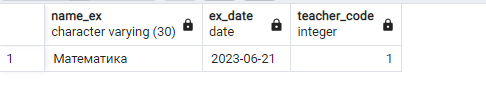 name_ex ex_date teacher_code
character varying (30) date integer
1 Математика 2023-06-21 1